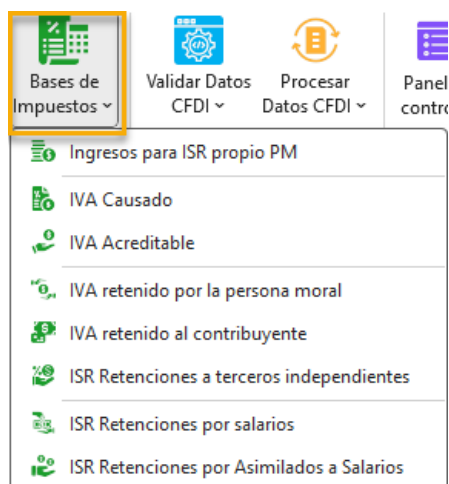 Bases de
Impuestos
Validar Datos
CFDI
Procesar
Datos CFDI
Panel
contro
Ingresos para ISR propio PM
IVA Causado
IVA Acreditable
IVA retenido por la persona moral
IVA retenido al contribuyente
ISR Retenciones a terceros independientes
ISR Retenciones por salarios
ISR Retenciones por Asimilados a Salarios